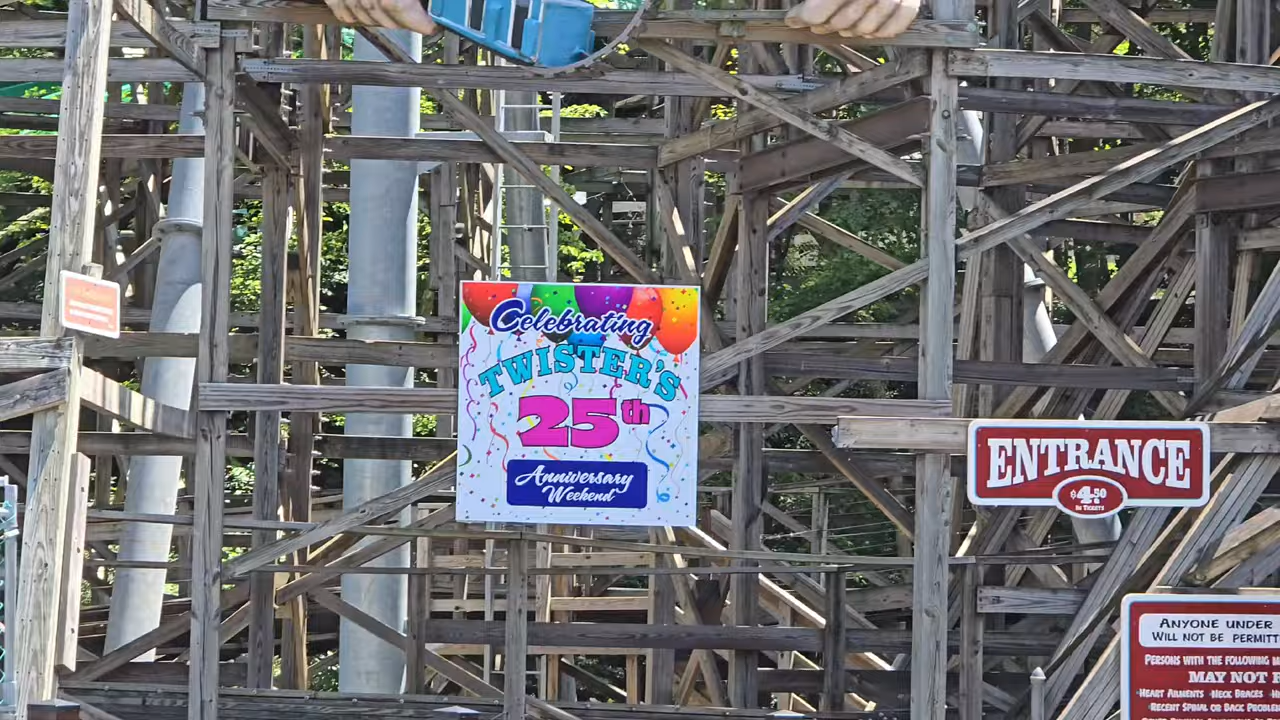 Celebrating
TWISTER'S
25th
Anniversary
Weekend
ENTRANCE
$4.50
IN TICKETS
ANYONE UNDER
WILL NOT BE PERMITT
PERSONS WITH THE FOLLOWING
MAY NOT
·HEART AILMENTS ·NECK BRACES
·RECENT SPINAL OR BACK PROBLEM